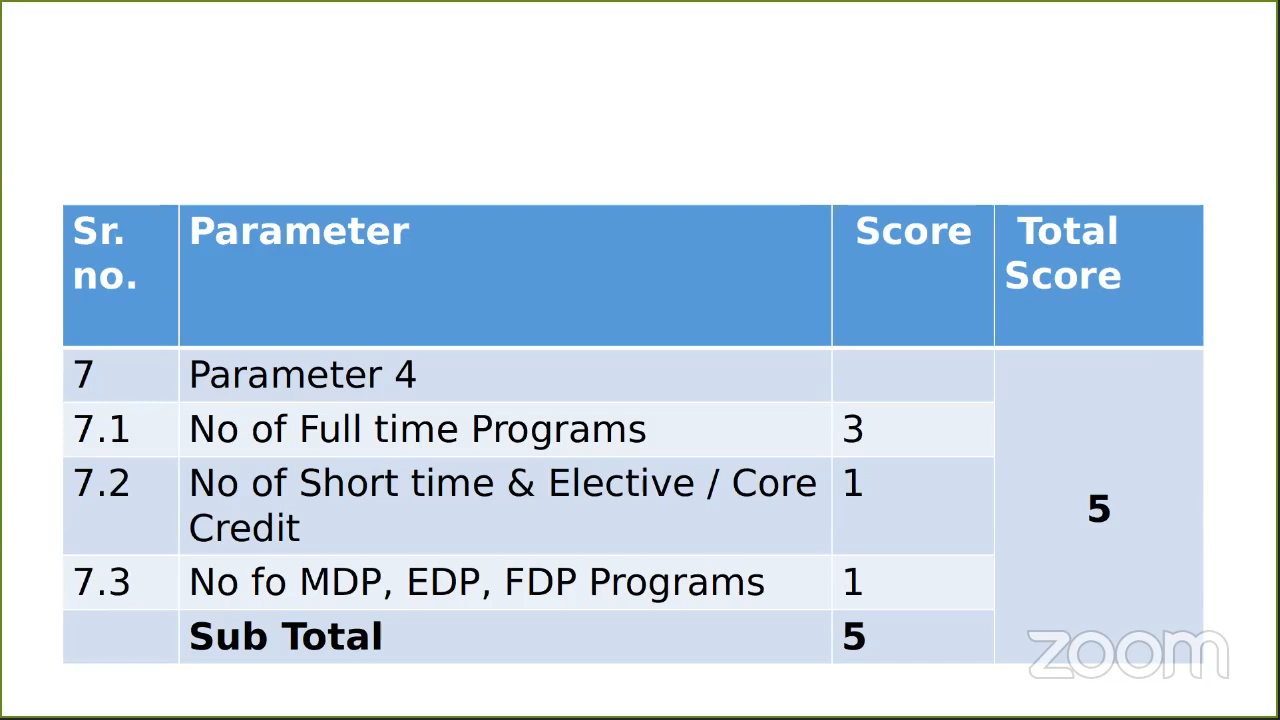 Sr. no. Parameter Score Total Score
7 Parameter 4
7.1 No of Full time Programs 3
7.2 No of Short time & Elective / Core Credit 1
7.3 No fo MDP, EDP, FDP Programs 1
Sub Total 5
5
zoom